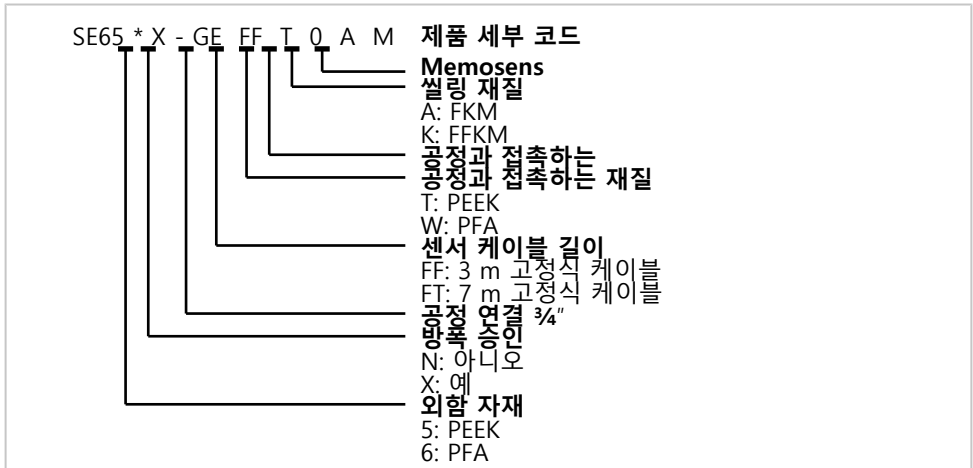 SE65 * X - GE FF T 0 A M 제품 세부 코드
Memosens
씰링 재질
A: FKM
K: FFKM
공정과 접촉하는
공정과 접촉하는 재질
T: PEEK
W: PFA
센서 케이블 길이
FF: 3 m 고정식 케이블
FT: 7 m 고정식 케이블
공정 연결 ¾″
방폭 승인
N: 아니오
X: 예
외함 자재
5: PEEK
6: PFA